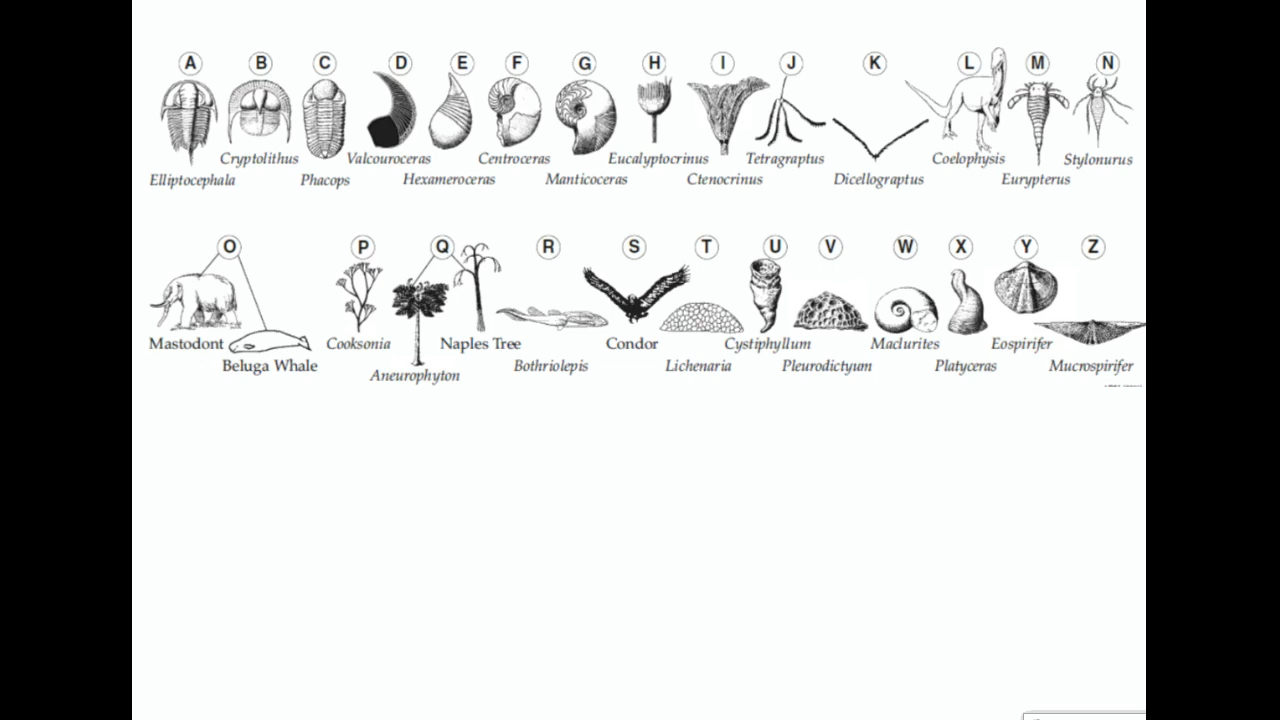 A B C D E F G H I J K L M N
Cryptolithus Valcouroceras Centroceras Eucalyptocrinus Tetragraptus Coelophysis Stylonurus
Elliptocephala Phacops Hexameroceras Manticoceras Ctenocrinus Dicellograptus Eurypterus
O P Q R S T U V W X Y Z
Mastodont Cooksonia Naples Tree Condor Cystiphyllum Maclurites Eospirifer
Beluga Whale Aneurophyton Bothriolepis Lichenaria Pleurodictyum Platyceras Mucrospirifer